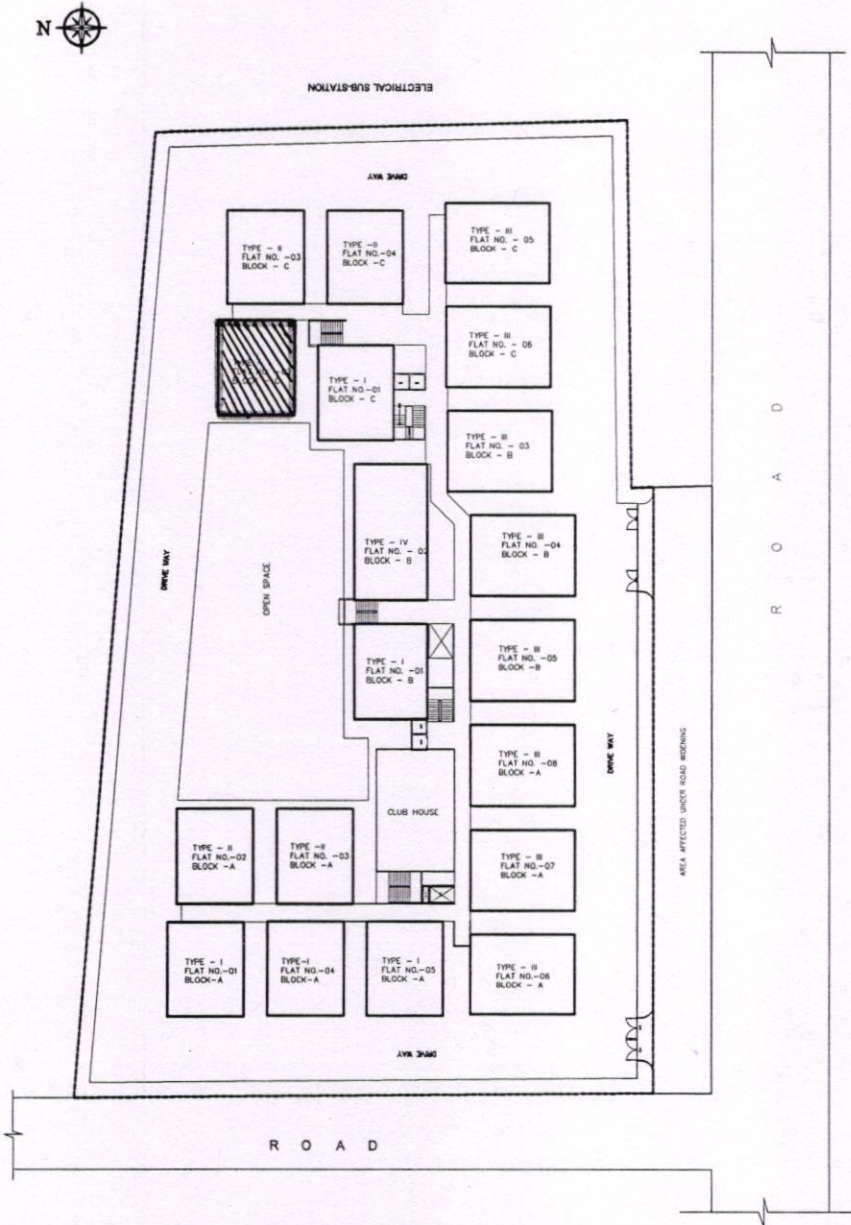 N
ELECTRICAL SUB-STATION
DRIVE WAY
TYPE - II
FLAT NO.-03
BLOCK - C
TYPE -II
FLAT NO.-04
BLOCK -C
TYPE - III
FLAT NO. - 05
BLOCK - C
TYPE - III
FLAT NO. - 06
BLOCK - C
TYPE - I
FLAT NO.-01
BLOCK - C
TYPE - III
FLAT NO. - 03
BLOCK - B
TYPE - IV
FLAT NO. - 02
BLOCK - B
TYPE - III
FLAT NO. -04
BLOCK - B
DRIVE WAY
OPEN SPACE
TYPE - I
FLAT NO. -01
BLOCK - B
TYPE - III
FLAT NO. -05
BLOCK -B
TYPE - III
FLAT NO. -08
BLOCK -A
DRIVE WAY
AREA AFFECTED UNDER ROAD WIDENING
ROAD
CLUB HOUSE
TYPE - II
FLAT NO.-02
BLOCK -A
TYPE -II
FLAT NO.-03
BLOCK -A
TYPE - III
FLAT NO.-07
BLOCK -A
TYPE - I
FLAT NO.-01
BLOCK-A
TYPE-I
FLAT NO.-04
BLOCK-A
TYPE - I
FLAT NO.-05
BLOCK-A
TYPE - III
FLAT NO.-06
BLOCK - A
DRIVE WAY
ROAD